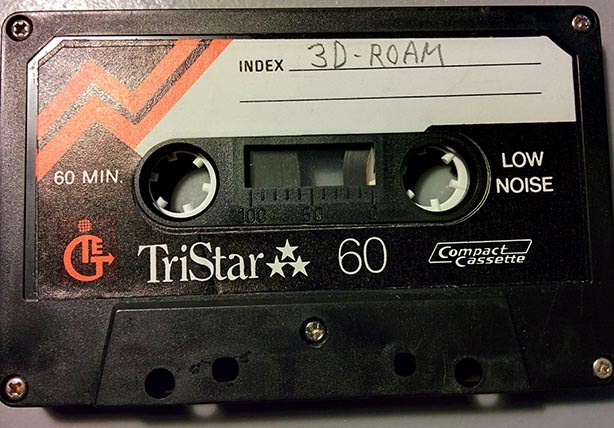 INDEX 3D-ROAM
60 MIN.
LOW
NOISE
100 50 0
TriStar 60
Compact
Cassette